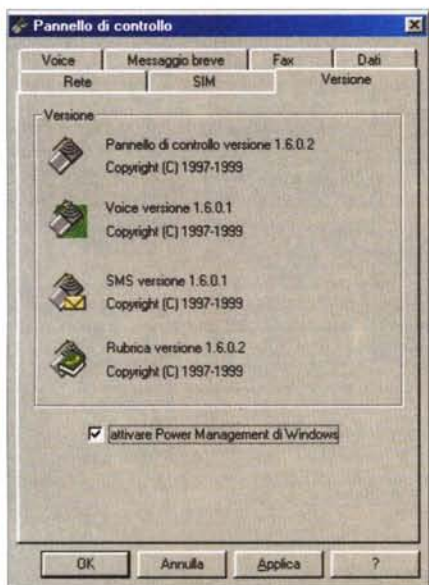 Pannello di controllo
Voice Messaggio breve Fax Dati
Rete SIM Versione
Versione
Pannello di controllo versione 1.6.0.2
Copyright (C) 1997-1999
Voice versione 1.6.0.1
Copyright (C) 1997-1999
SMS versione 1.6.0.1
Copyright (C) 1997-1999
Rubrica versione 1.6.0.2
Copyright (C) 1997-1999
attivare Power Management di Windows
OK Annulla Applica ?